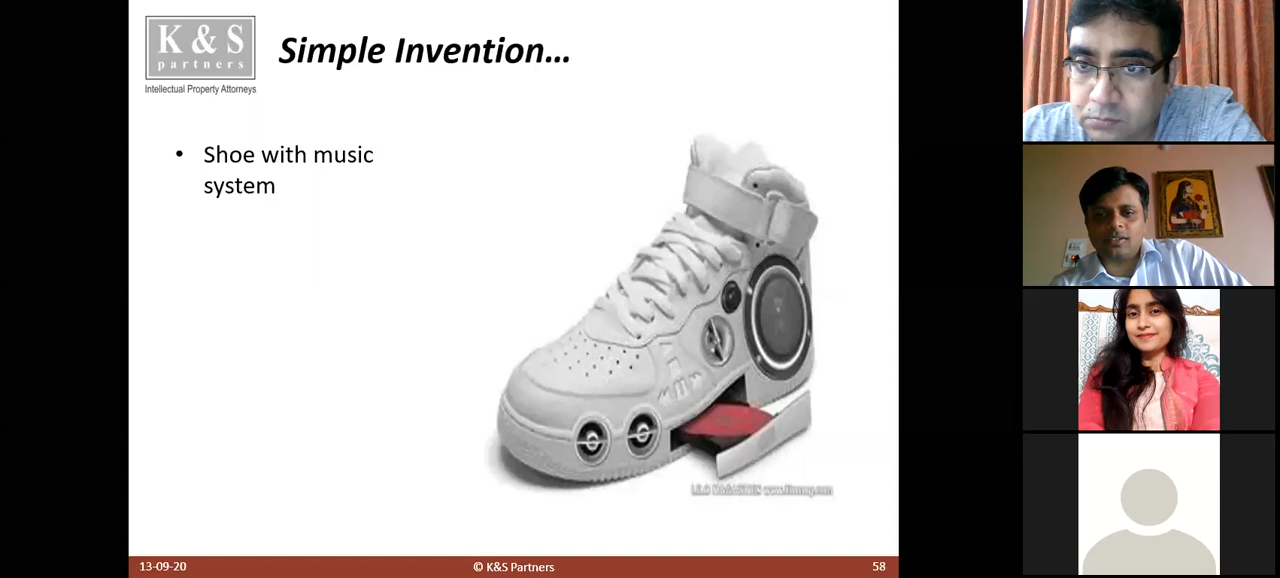 K & S
partners
Intellectual Property Attorneys
Simple Invention…
• Shoe with music
system
13-09-20
© K&S Partners
58